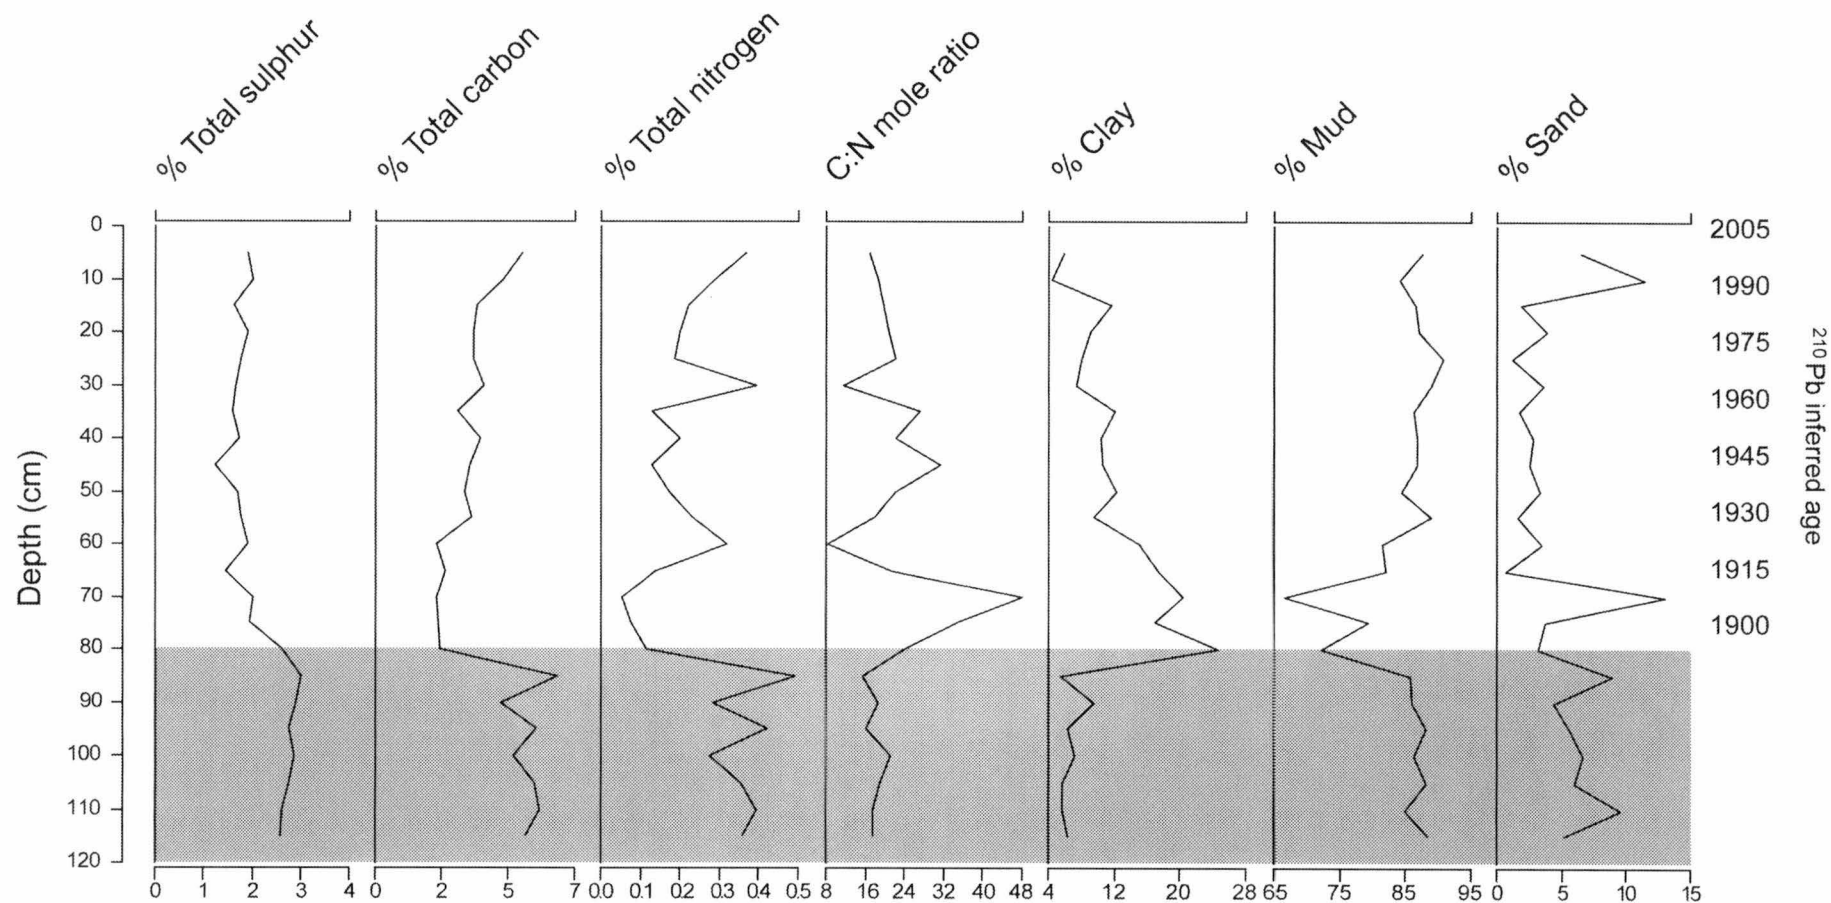 % Total sulphur
% Total carbon
% Total nitrogen
C:N mole ratio
% Clay
% Mud
% Sand
Depth (cm)
0
10
20
30
40
50
60
70
80
90
100
110
120
2005
1990
1975
1960
1945
1930
1915
1900
210 Pb inferred age
0 1 2 3 4
0 2 5 7
0.0 0.1 0.2 0.3 0.4 0.5
8 16 24 32 40 48
4 12 20 28
65 75 85 95
0 5 10 15